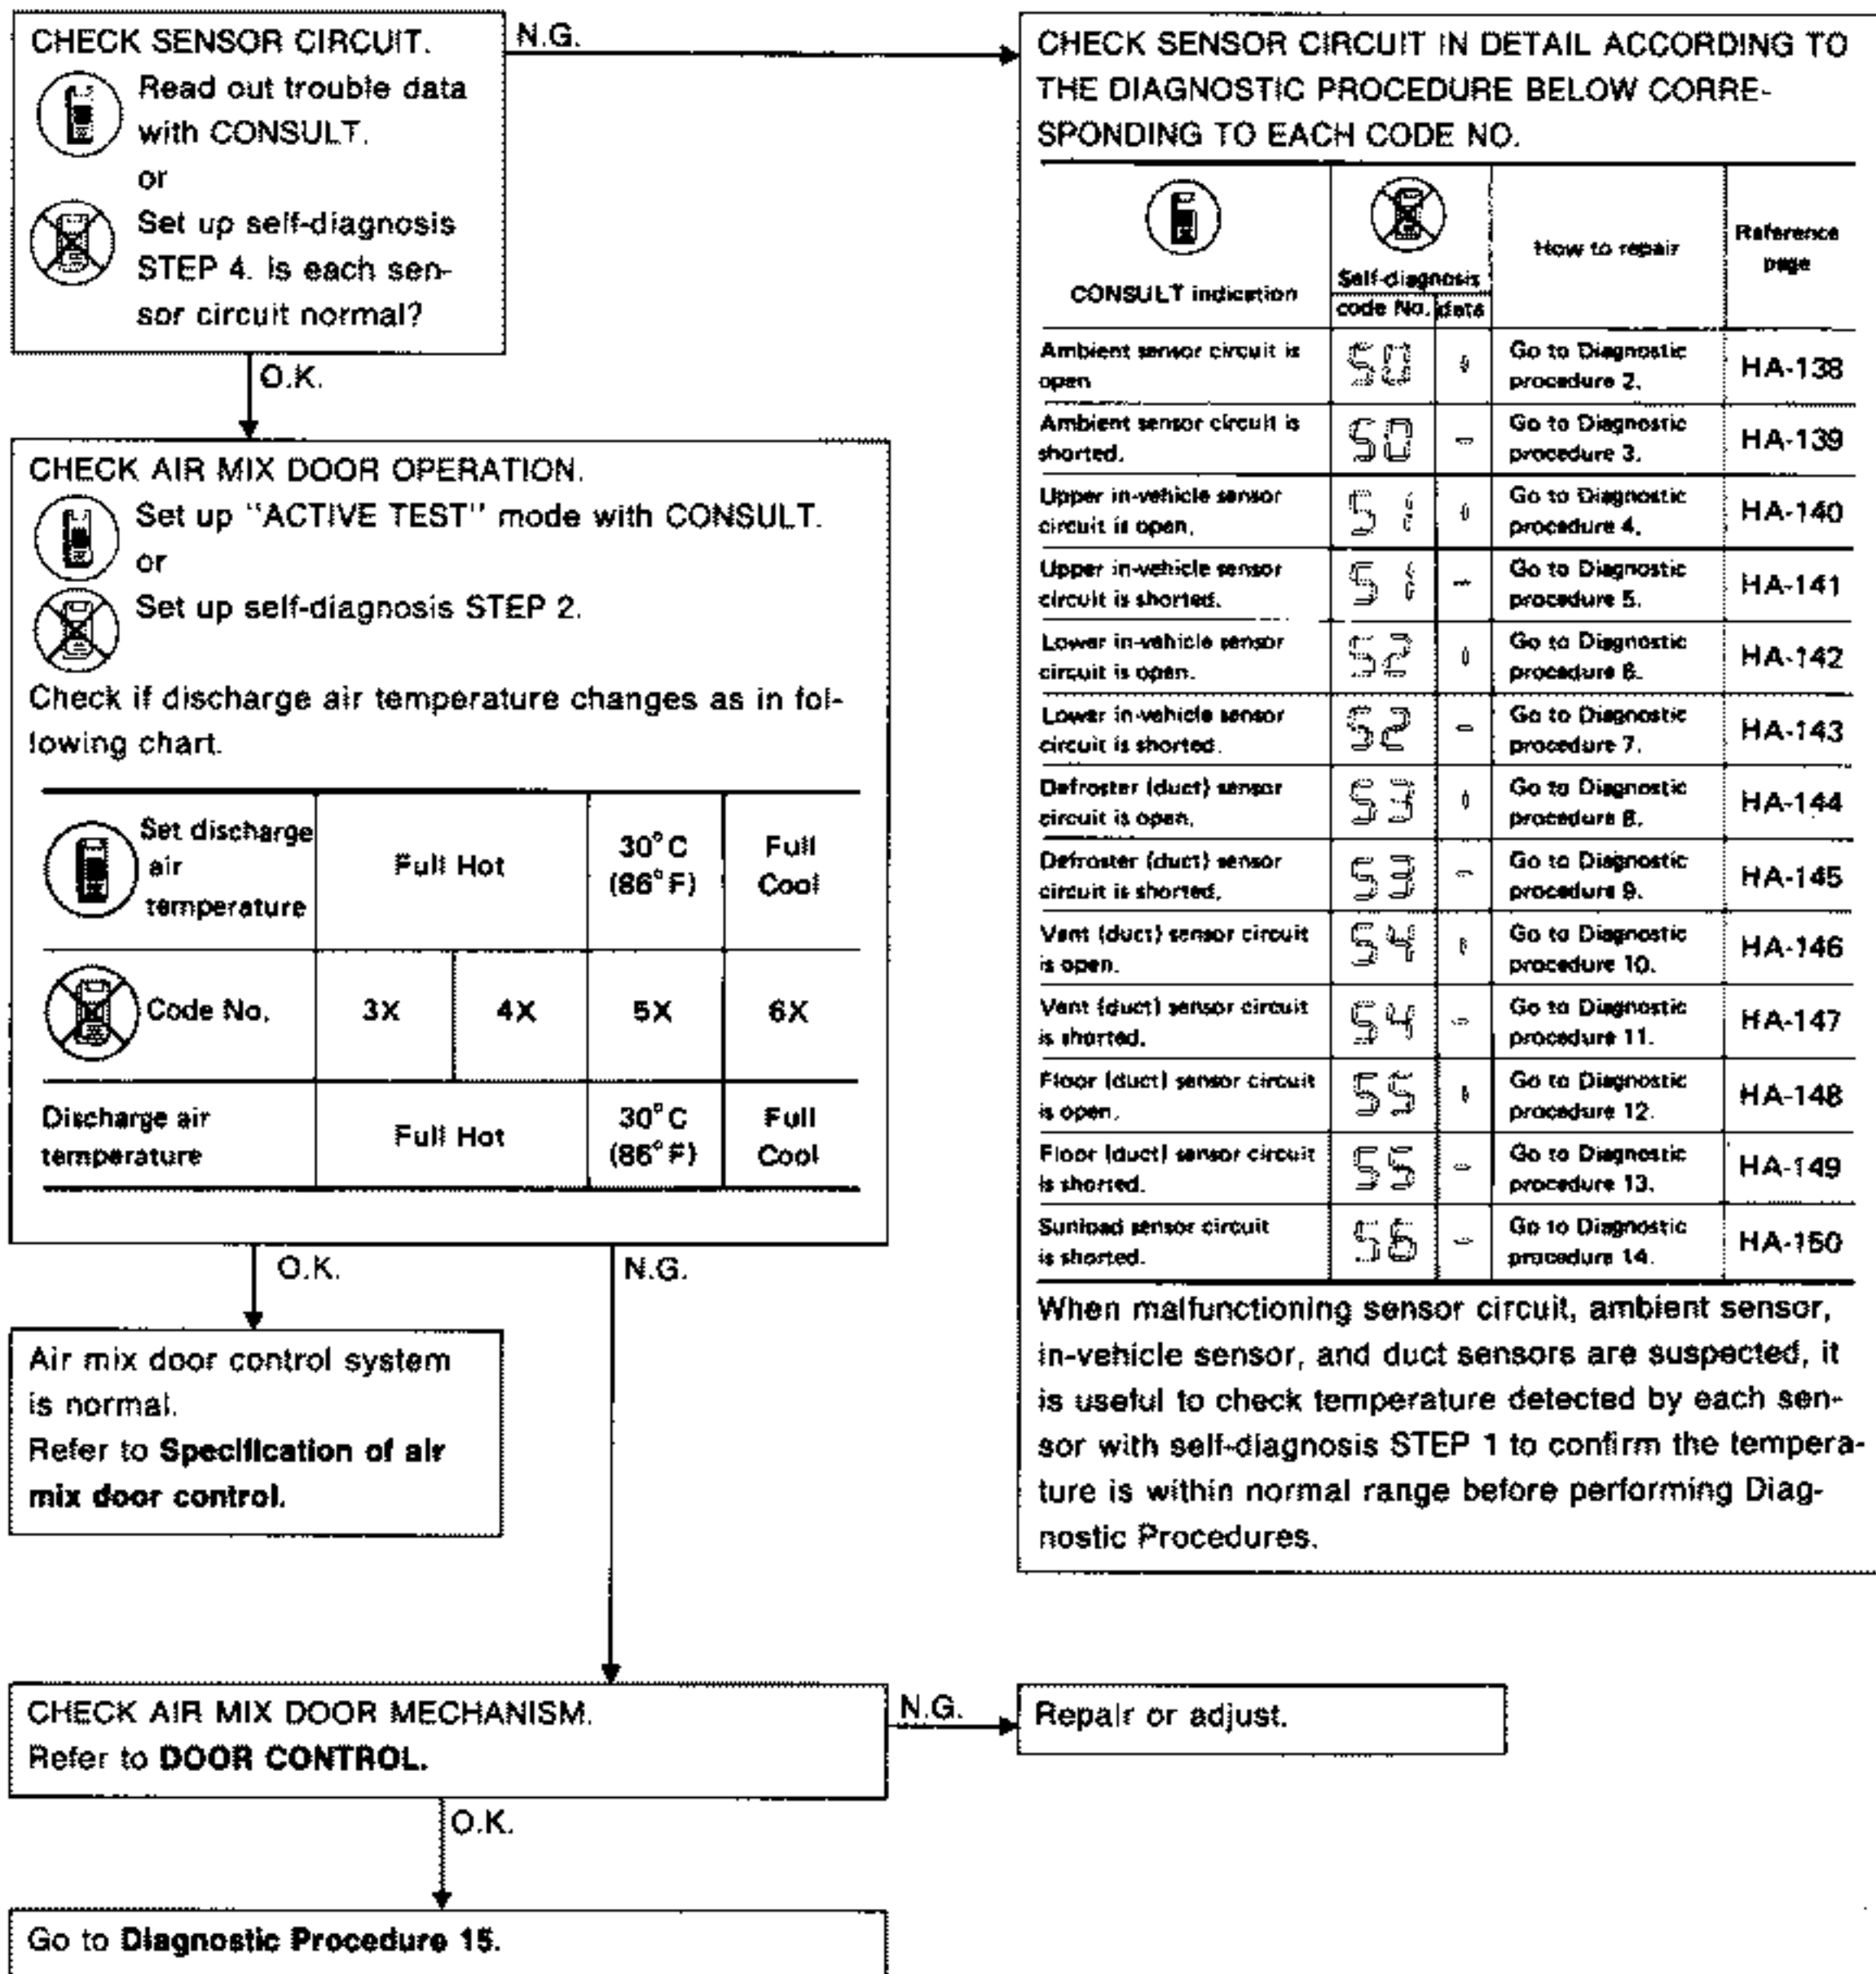 CHECK SENSOR CIRCUIT.
Read out trouble data
with CONSULT.
or
Set up self-diagnosis
STEP 4. Is each sen-
sor circuit normal?
N.G.
O.K.
CHECK SENSOR CIRCUIT IN DETAIL ACCORDING TO
THE DIAGNOSTIC PROCEDURE BELOW CORRE-
SPONDING TO EACH CODE NO.
CONSULT indication
Self-diagnosis
code No. data
How to repair
Reference
page
Ambient sensor circuit is
open
50
Go to Diagnostic
procedure 2.
HA-138
Ambient sensor circuit is
shorted.
50 -
Go to Diagnostic
procedure 3.
HA-139
Upper in-vehicle sensor
circuit is open.
51
Go to Diagnostic
procedure 4.
HA-140
Upper in-vehicle sensor
circuit is shorted.
51 -
Go to Diagnostic
procedure 5.
HA-141
Lower in-vehicle sensor
circuit is open.
52
Go to Diagnostic
procedure 6.
HA-142
Lower in-vehicle sensor
circuit is shorted.
52 -
Go to Diagnostic
procedure 7.
HA-143
Defroster (duct) sensor
circuit is open.
53
Go to Diagnostic
procedure 8.
HA-144
Defroster (duct) sensor
circuit is shorted.
53 -
Go to Diagnostic
procedure 9.
HA-145
Vent (duct) sensor circuit
is open.
54
Go to Diagnostic
procedure 10.
HA-146
Vent (duct) sensor circuit
is shorted.
54 -
Go to Diagnostic
procedure 11.
HA-147
Floor (duct) sensor circuit
is open.
55
Go to Diagnostic
procedure 12.
HA-148
Floor (duct) sensor circuit
is shorted.
55 -
Go to Diagnostic
procedure 13.
HA-149
Sunload sensor circuit
is shorted.
56 -
Go to Diagnostic
procedure 14.
HA-150
When malfunctioning sensor circuit, ambient sensor,
in-vehicle sensor, and duct sensors are suspected, it
is useful to check temperature detected by each sen-
sor with self-diagnosis STEP 1 to confirm the tempera-
ture is within normal range before performing Diag-
nostic Procedures.
CHECK AIR MIX DOOR OPERATION.
Set up "ACTIVE TEST" mode with CONSULT.
or
Set up self-diagnosis STEP 2.
Check if discharge air temperature changes as in fol-
lowing chart.
Set discharge
air
temperature
Full Hot
30°C
(86°F)
Full
Cool
Code No.
3X 4X 5X 6X
Discharge air
temperature
Full Hot
30°C
(86°F)
Full
Cool
O.K.
N.G.
Air mix door control system
is normal.
Refer to Specification of air
mix door control.
CHECK AIR MIX DOOR MECHANISM.
Refer to DOOR CONTROL.
N.G.
Repair or adjust.
O.K.
Go to Diagnostic Procedure 15.